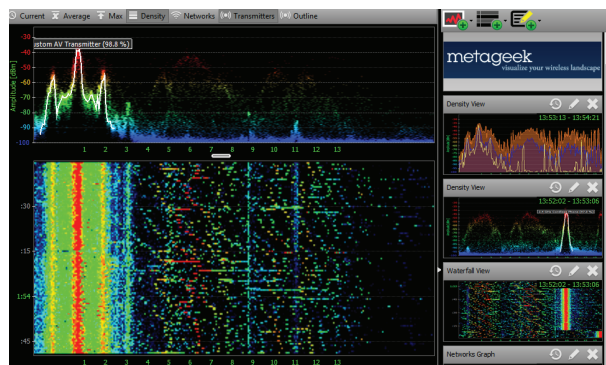 Current Average Max Density Networks Transmitters Outline
-30
ustom AV Transmitter (98.8 %)
-40
-50
-60
-70
-80
-90
-100
Amplitude [dBm]
1 2 3 4 5 6 7 8 9 10 11 12 13
:30
:15
1:54
:45
1 2 3 4 5 6 7 8 9 10 11 12 13
metageek
visualize your wireless landscape
Density View
13:53:13 - 13:54:21
Density View
13:52:02 - 13:53:06
Waterfall View
13:52:02 - 13:53:06
Networks Graph